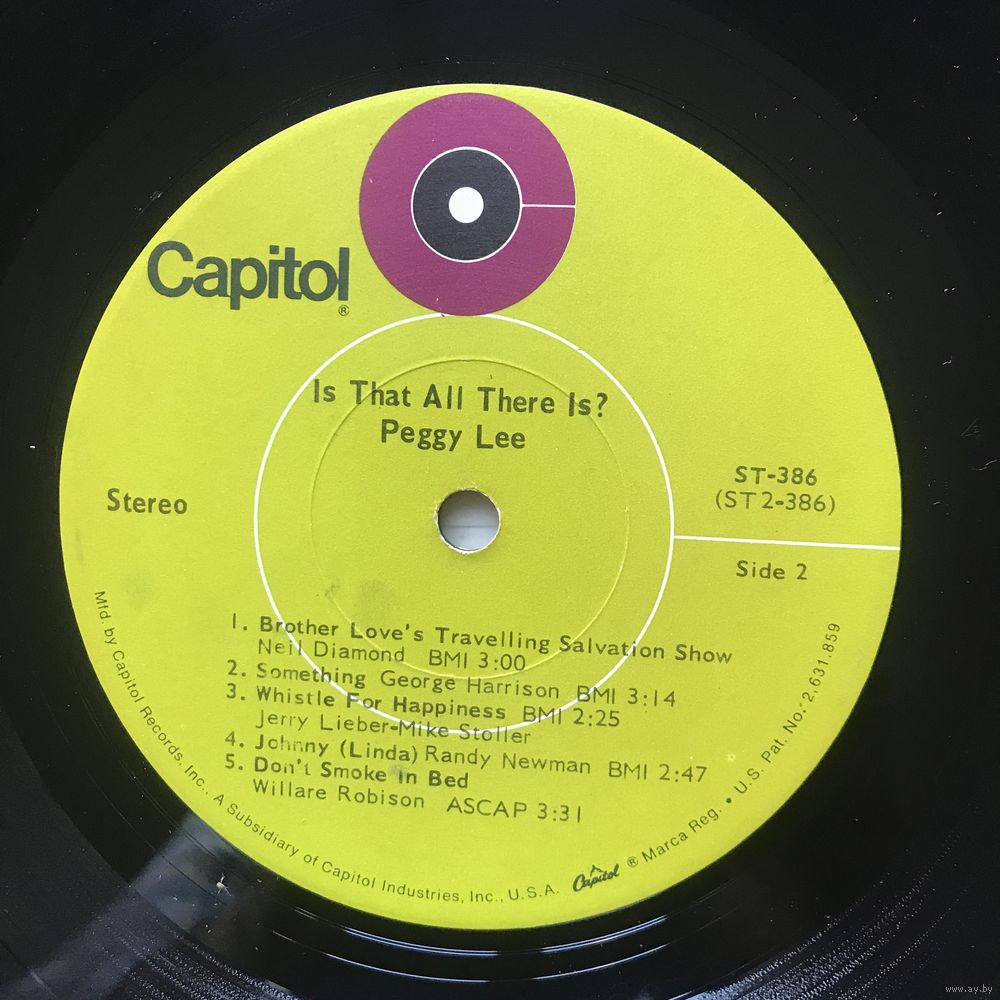 Capitol
®
Is That All There Is?
Peggy Lee
Stereo
ST-386
(ST 2-386)
Side 2
1. Brother Love's Travelling Salvation Show
Neil Diamond BMI 3:00
2. Something George Harrison BMI 3:14
3. Whistle For Happiness BMI 2:25
Jerry Lieber-Mike Stoller
4. Johnny (Linda) Randy Newman BMI 2:47
5. Don't Smoke In Bed
Willare Robison ASCAP 3:31
Mfd. by Capitol Records, Inc., A Subsidiary of Capitol Industries, Inc., U.S.A. Capitol ® Marca Reg. • U.S. Pat. No. 2,631,859
www.ay.by